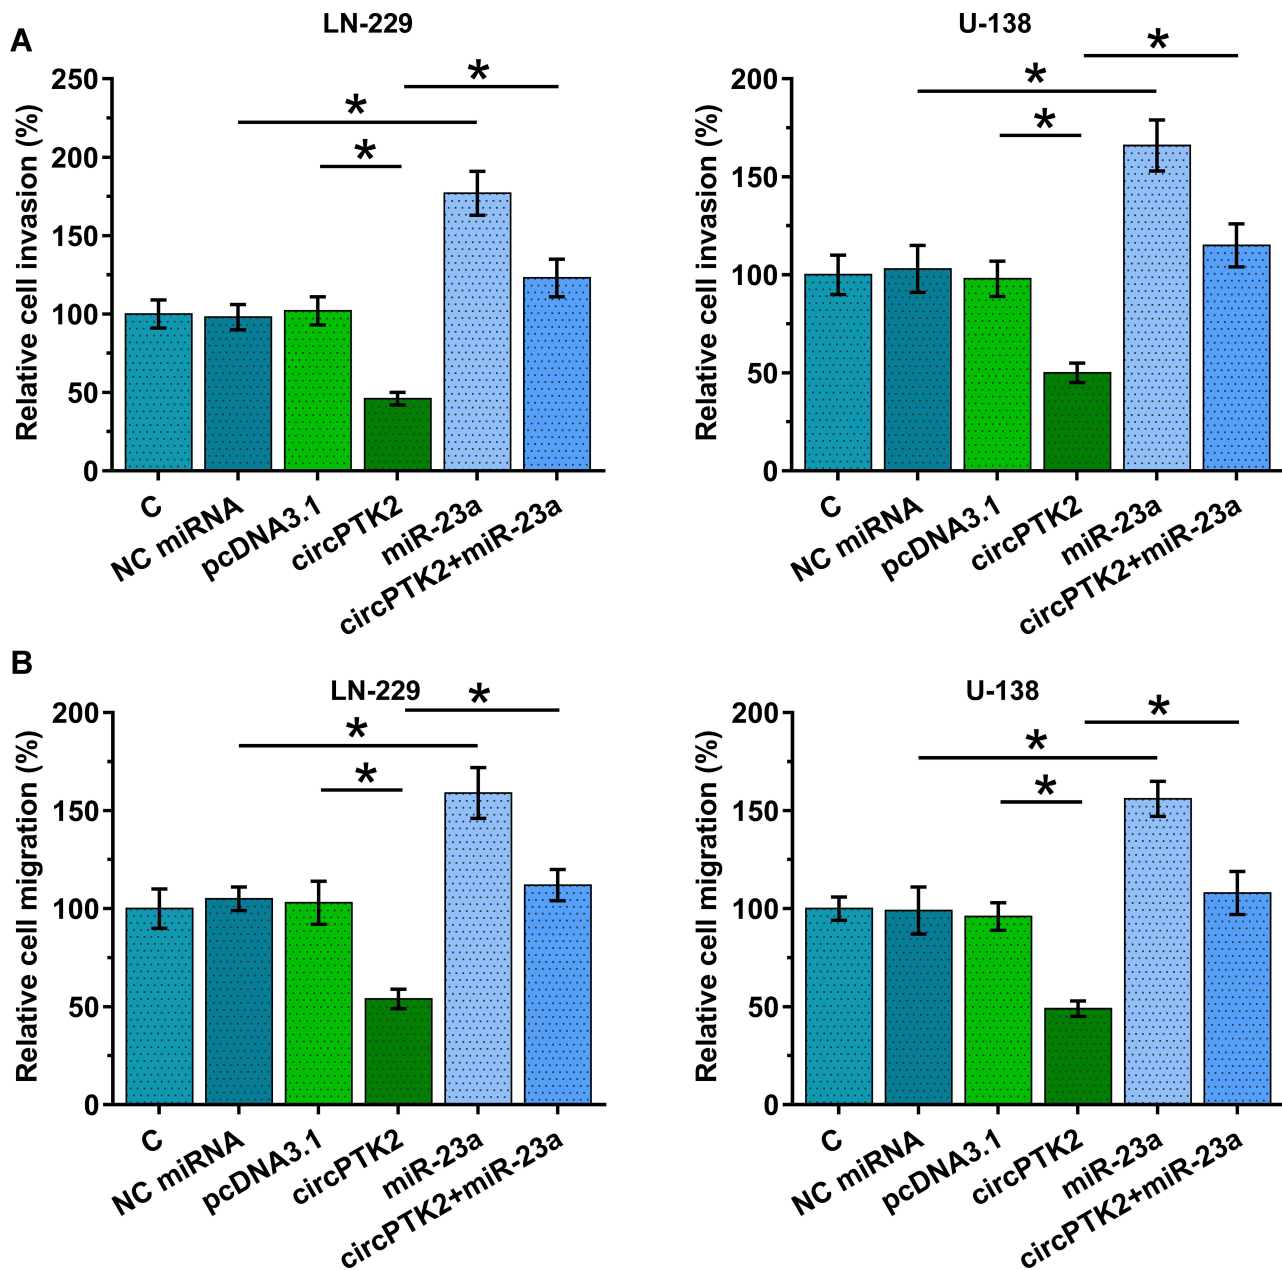 A
LN-229
Relative cell invasion (%)
250
200
150
100
50
0
*
*
*
C
NC miRNA
pcDNA3.1
circPTK2
miR-23a
circPTK2+miR-23a
U-138
Relative cell invasion (%)
200
150
100
50
0
*
*
*
C
NC miRNA
pcDNA3.1
circPTK2
miR-23a
circPTK2+miR-23a
B
LN-229
Relative cell migration (%)
200
150
100
50
0
*
*
*
C
NC miRNA
pcDNA3.1
circPTK2
miR-23a
circPTK2+miR-23a
U-138
Relative cell migration (%)
200
150
100
50
0
*
*
*
C
NC miRNA
pcDNA3.1
circPTK2
miR-23a
circPTK2+miR-23a